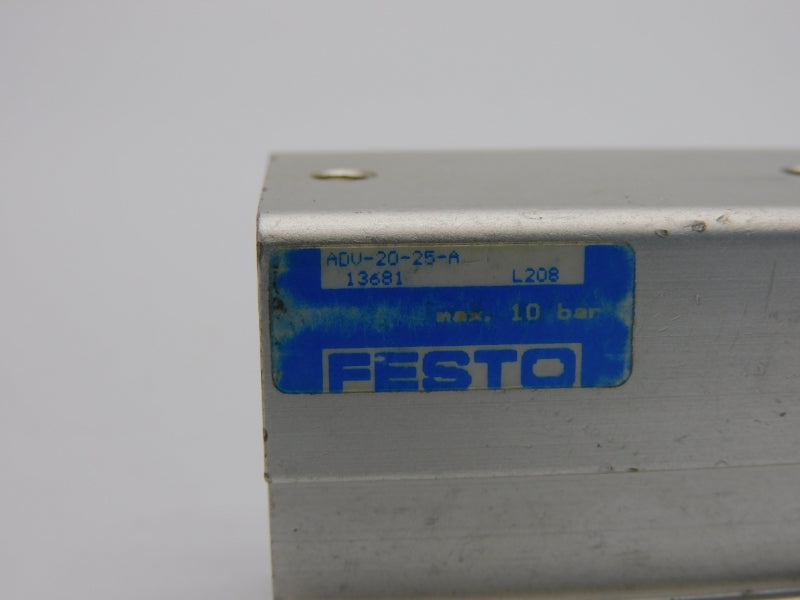 ADV-20-25-A
13681 L208
max. 10 bar
FESTO